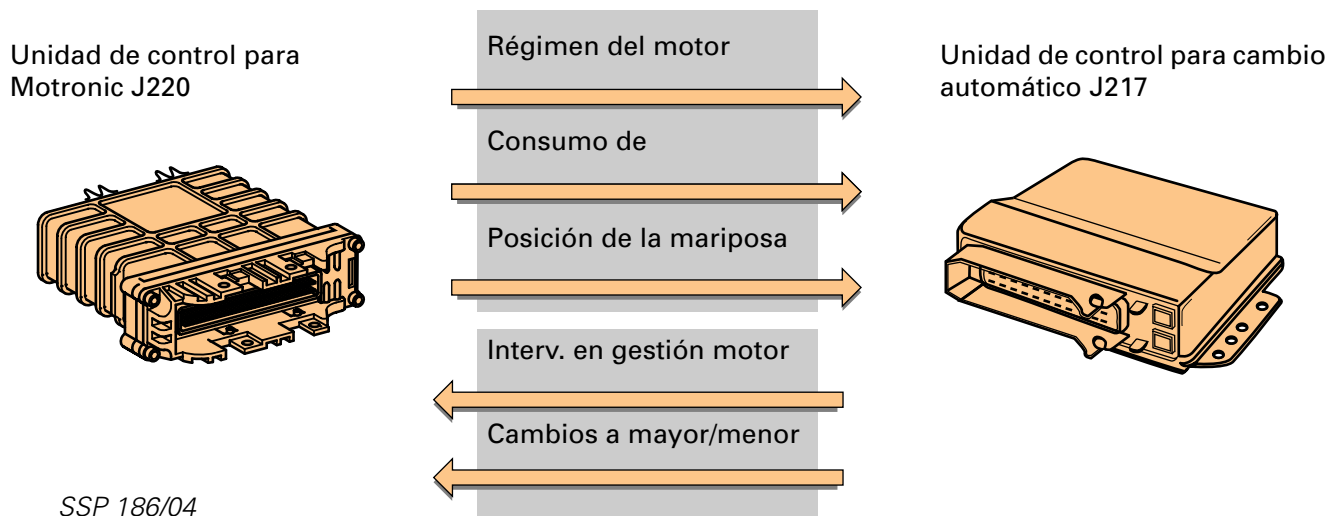 Unidad de control para
Motronic J220
Régimen del motor
Consumo de
Posición de la mariposa
Interv. en gestión motor
Cambios a mayor/menor
Unidad de control para cambio
automático J217
SSP 186/04